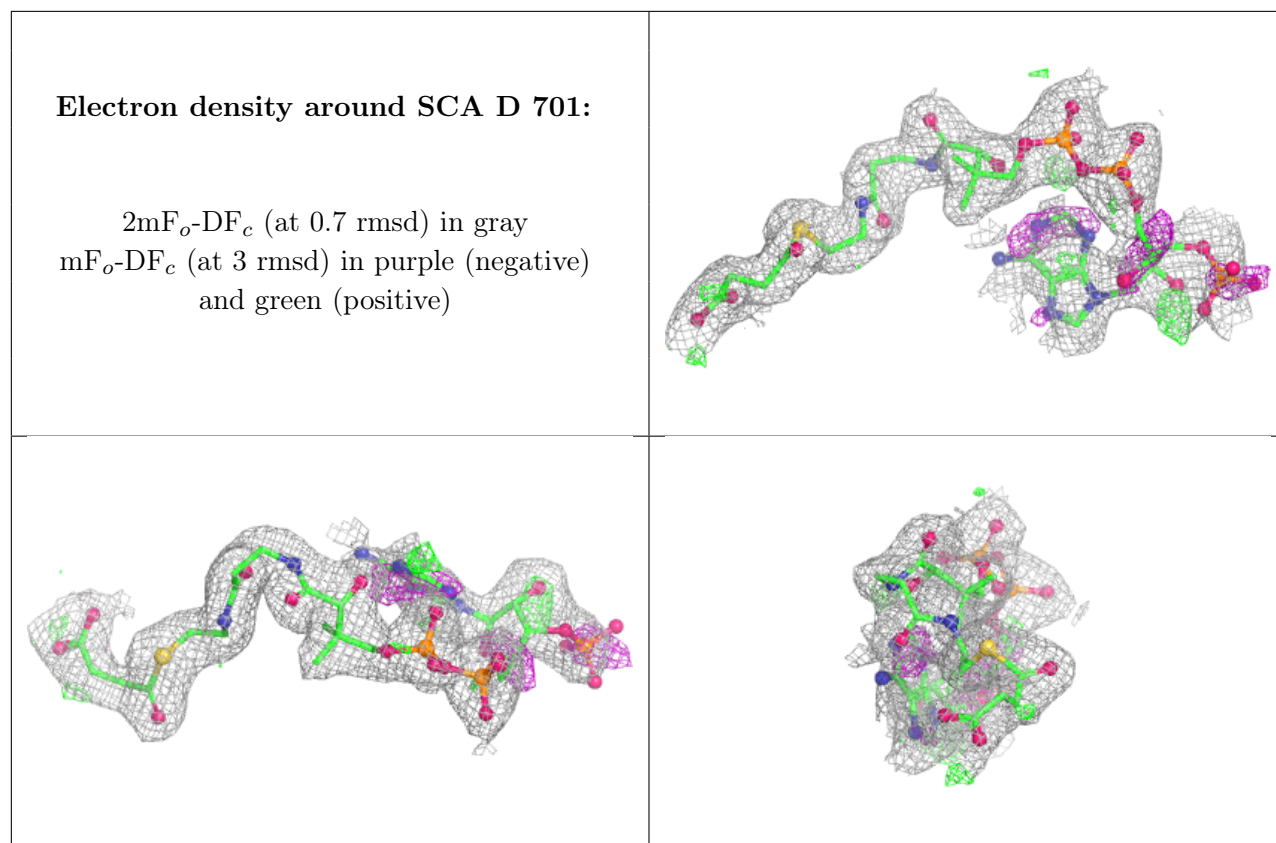 Electron density around SCA D 701:
2mFₒ-DF𝑐 (at 0.7 rmsd) in gray
mFₒ-DF𝑐 (at 3 rmsd) in purple (negative)
and green (positive)